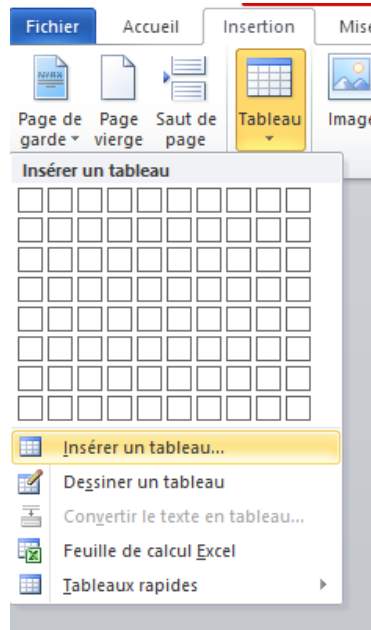 Fichier Accueil Insertion Mise
Page de garde Page vierge Saut de page Tableau Image
Insérer un tableau
Insérer un tableau...
Dessiner un tableau
Convertir le texte en tableau...
Feuille de calcul Excel
Tableaux rapides